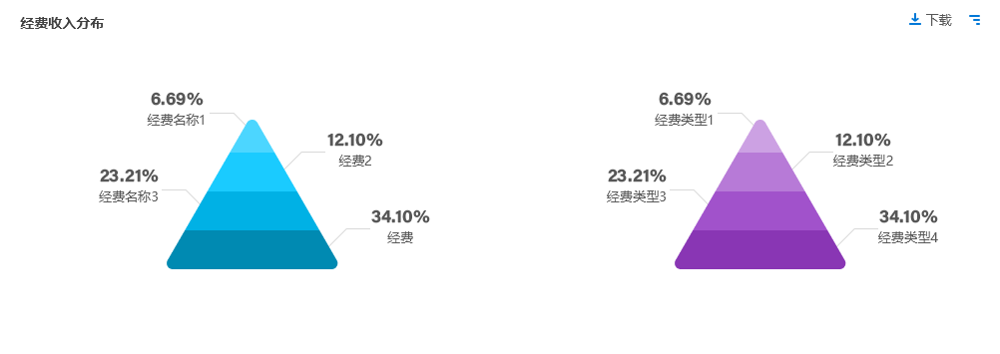 经费收入分布
下载
6.69%
经费名称1
12.10%
经费2
23.21%
经费名称3
34.10%
经费
6.69%
经费类型1
12.10%
经费类型2
23.21%
经费类型3
34.10%
经费类型4